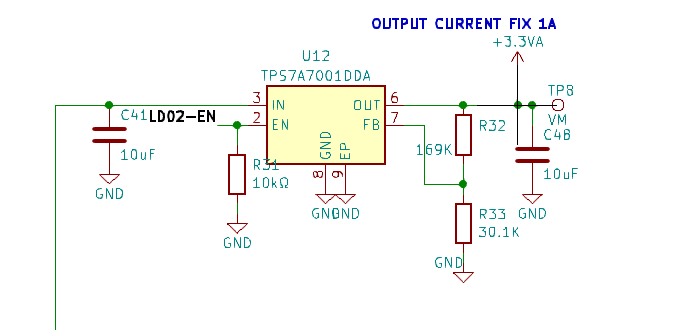 OUTPUT CURRENT FIX 1A
+3.3VA
U12
TPS7A7001DDA
TP8
VM
C41
LDO2-EN
3
IN
OUT
6
2
EN
FB
7
R32
169K
C48
10uF
10uF
GND
R31
10kΩ
GND
EP
8
9
GND
GND
GND
R33
30.1K
GND
GND
GND